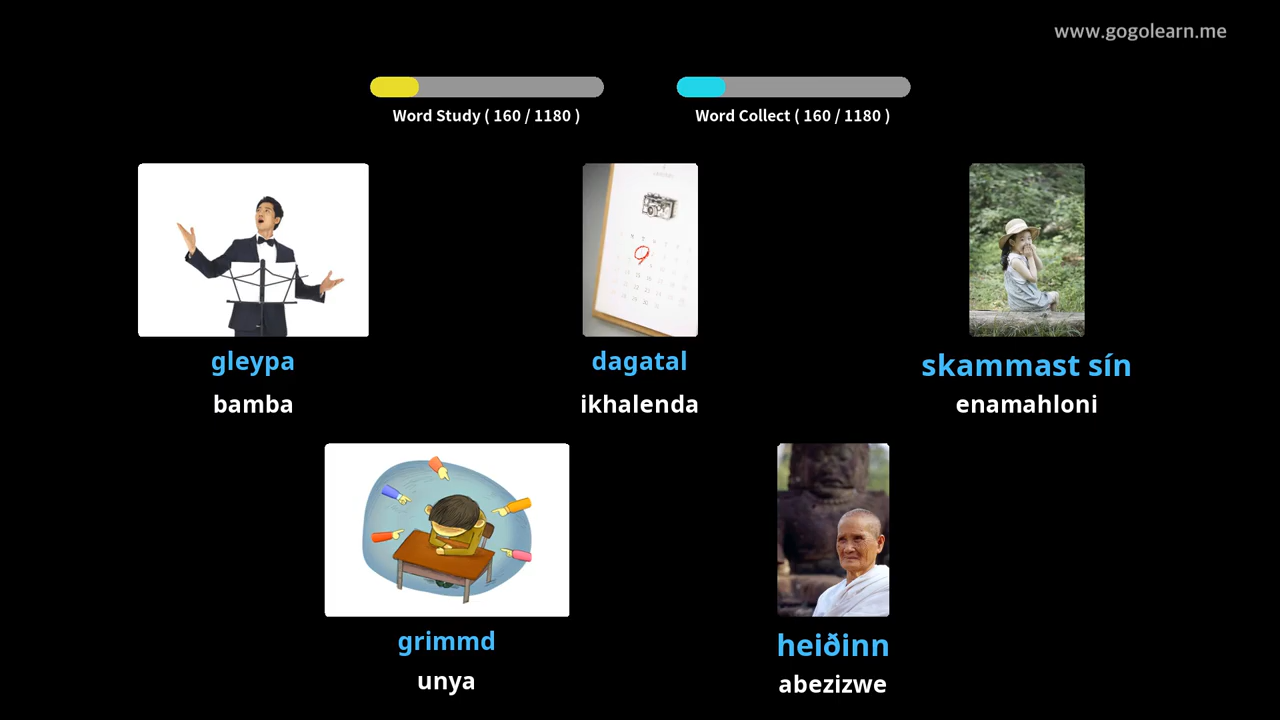 www.gogolearn.me
Word Study ( 160 / 1180 )
Word Collect ( 160 / 1180 )
gleypa
bamba
dagatal
ikhalenda
skammast sín
enamahloni
grimmd
unya
heiðinn
abezizwe